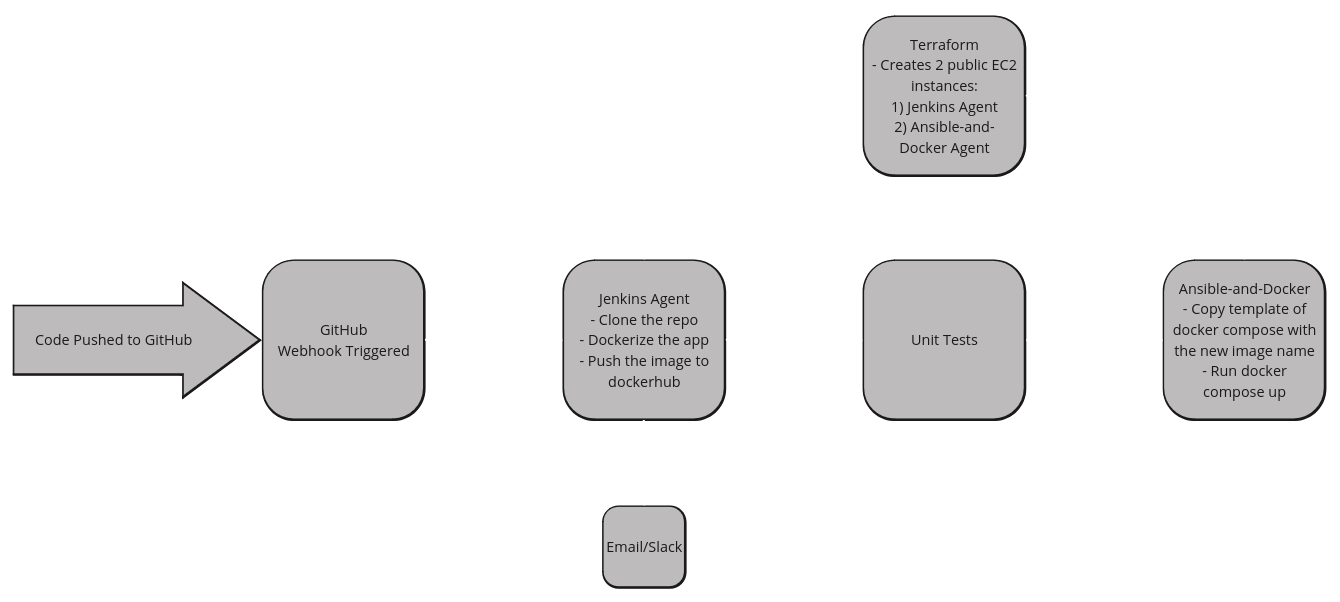 Terraform
- Creates 2 public EC2
instances:
1) Jenkins Agent
2) Ansible-and-
Docker Agent
Code Pushed to GitHub
GitHub
Webhook Triggered
Jenkins Agent
- Clone the repo
- Dockerize the app
- Push the image to
dockerhub
Unit Tests
Ansible-and-Docker
- Copy template of
docker compose with
the new image name
- Run docker
compose up
Email/Slack